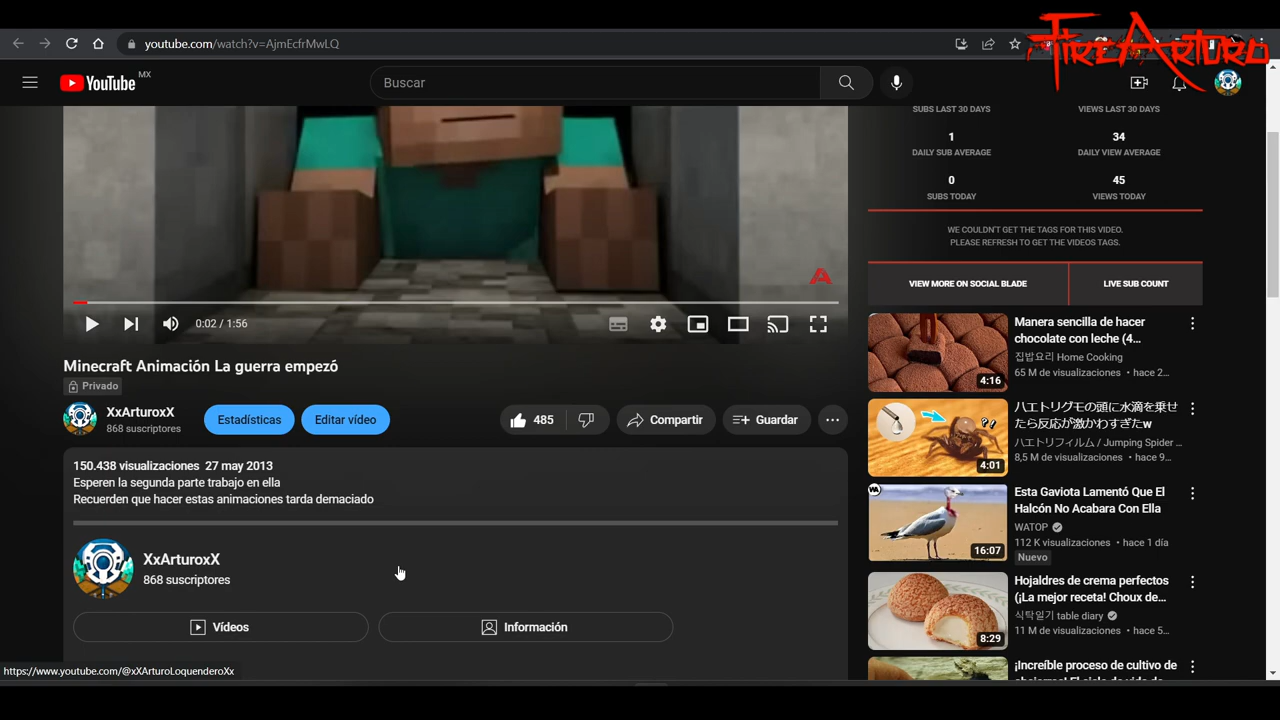 youtube.com/watch?v=AjmEcfrMwLQ
FireArturo
YouTube MX
Buscar
SUBS LAST 30 DAYS
VIEWS LAST 30 DAYS
1
34
DAILY SUB AVERAGE
DAILY VIEW AVERAGE
0
45
SUBS TODAY
VIEWS TODAY
WE COULDN'T GET THE TAGS FOR THIS VIDEO.
PLEASE REFRESH TO GET THE VIDEOS TAGS.
VIEW MORE ON SOCIAL BLADE
LIVE SUB COUNT
A
0:02 / 1:56
Minecraft Animación La guerra empezó
Privado
XxArturoxX
868 suscriptores
Estadísticas
Editar vídeo
485
Compartir
Guardar
150.438 visualizaciones 27 may 2013
Esperen la segunda parte trabajo en ella
Recuerden que hacer estas animaciones tarda demaciado
XxArturoxX
868 suscriptores
Vídeos
Información
https://www.youtube.com/@xXArturoLoquenderoXx
Manera sencilla de hacer
chocolate con leche (4...
집밥요리 Home Cooking
65 M de visualizaciones • hace 2...
4:16
ハエトリグモの頭に水滴を乗せ
たら反応が激かわすぎたw
ハエトリフィルム / Jumping Spider ...
8,5 M de visualizaciones • hace 9...
4:01
Esta Gaviota Lamentó Que El
Halcón No Acabara Con Ella
WATOP
112 K visualizaciones • hace 1 día
Nuevo
WA
16:07
Hojaldres de crema perfectos
(¡La mejor receta! Choux de...
식탁일기 table diary
11 M de visualizaciones • hace 5...
8:29
¡Increíble proceso de cultivo de